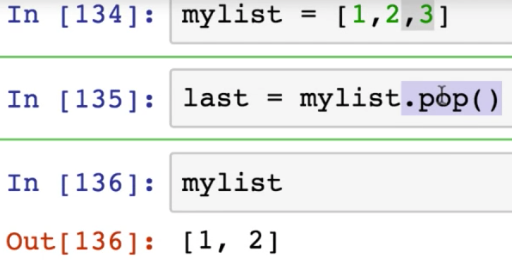 In [134]: mylist = [1,2,3]
In [135]: last = mylist.pop()
In [136]: mylist
Out[136]: [1, 2]